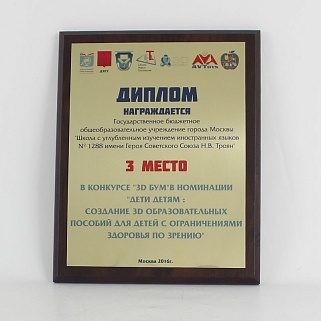 AVTors
ДИПЛОМ
НАГРАЖДАЕТСЯ
Государственное бюджетное
общеобразовательное учреждение города Москвы
"Школа с углубленным изучением иностранных языков
№ 1288 имени Героя Советского Союза Н.В. Троян"
3 МЕСТО
В КОНКУРСЕ "3D БУМ"В НОМИНАЦИИ
"ДЕТИ ДЕТЯМ :
СОЗДАНИЕ 3D ОБРАЗОВАТЕЛЬНЫХ
ПОСОБИЙ ДЛЯ ДЕТЕЙ С ОГРАНИЧЕНИЯМИ
ЗДОРОВЬЯ ПО ЗРЕНИЮ"
Москва 2016г.